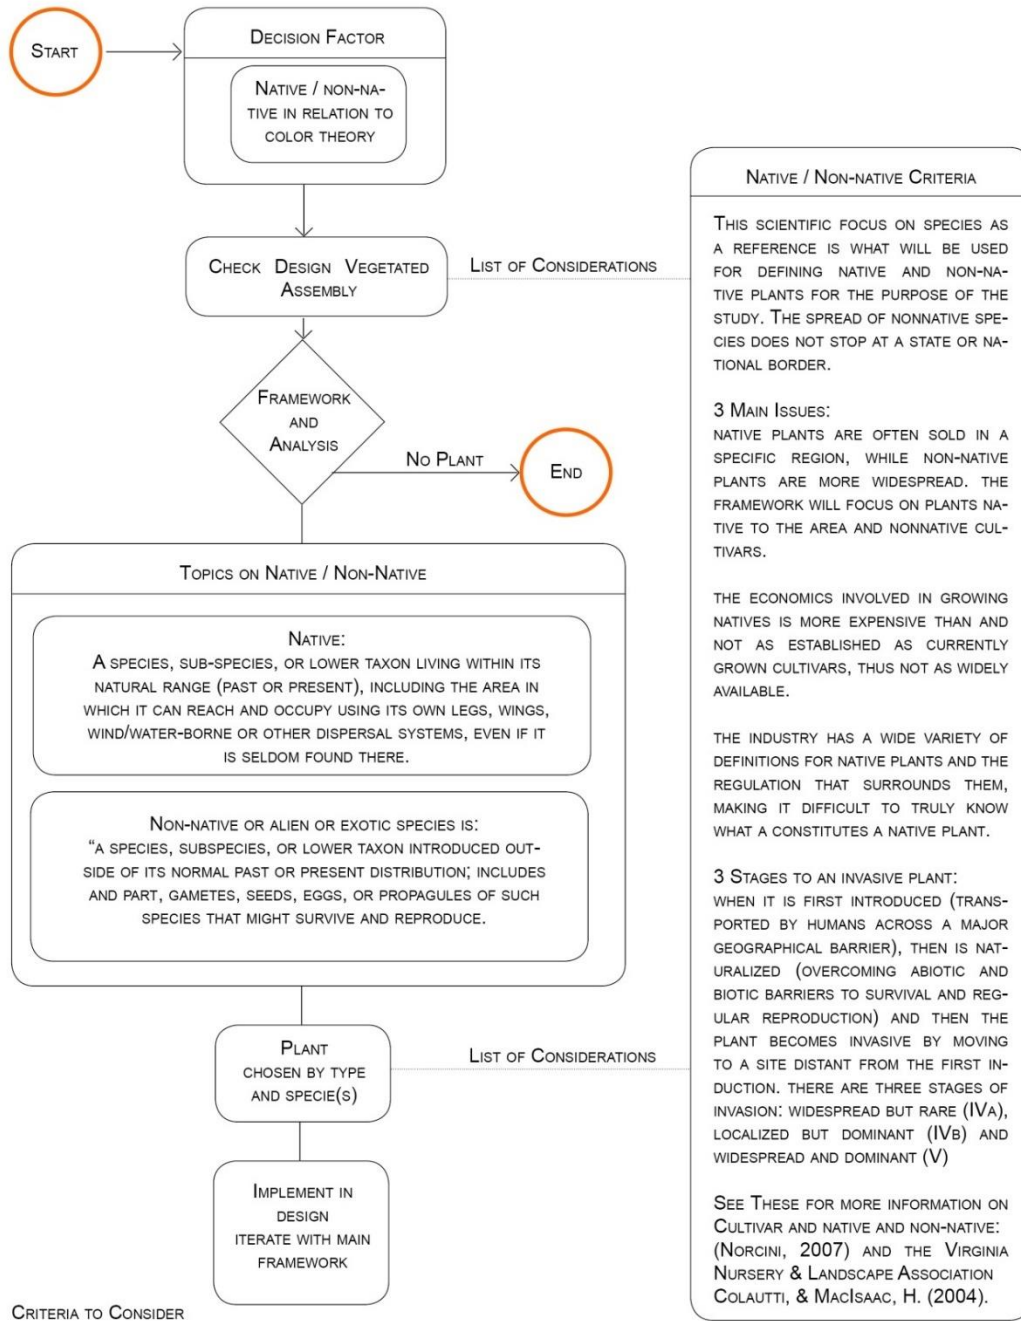 Start
Decision Factor
Native / non-na-
tive in relation to
color theory
Check Design Vegetated
Assembly
List of Considerations
Framework
and
Analysis
No Plant
End
Topics on Native / Non-Native
Native:
A species, sub-species, or lower taxon living within its
natural range (past or present), including the area in
which it can reach and occupy using its own legs, wings,
wind/water-borne or other dispersal systems, even if it
is seldom found there.
Non-native or alien or exotic species is:
“a species, subspecies, or lower taxon introduced out-
side of its normal past or present distribution; includes
and part, gametes, seeds, eggs, or propagules of such
species that might survive and reproduce.
Plant
chosen by type
and specie(s)
List of Considerations
Implement in
design
iterate with main
framework
Criteria to Consider
Native / Non-native Criteria
This scientific focus on species as
a reference is what will be used
for defining native and non-na-
tive plants for the purpose of the
study. The spread of nonnative spe-
cies does not stop at a state or na-
tional border.
3 Main Issues:
native plants are often sold in a
specific region, while non-native
plants are more widespread. the
framework will focus on plants na-
tive to the area and nonnative cul-
tivars.
the economics involved in growing
natives is more expensive than and
not as established as currently
grown cultivars, thus not as widely
available.
the industry has a wide variety of
definitions for native plants and the
regulation that surrounds them,
making it difficult to truly know
what a constitutes a native plant.
3 Stages to an invasive plant:
when it is first introduced (trans-
ported by humans across a major
geographical barrier), then is nat-
uralized (overcoming abiotic and
biotic barriers to survival and reg-
ular reproduction) and then the
plant becomes invasive by moving
to a site distant from the first in-
duction. there are three stages of
invasion: widespread but rare (IVa),
localized but dominant (IVb) and
widespread and dominant (V)
See These for more information on
Cultivar and native and non-native:
(Norcini, 2007) and the Virginia
Nursery & Landscape Association
Colautti, & MacIsaac, H. (2004).